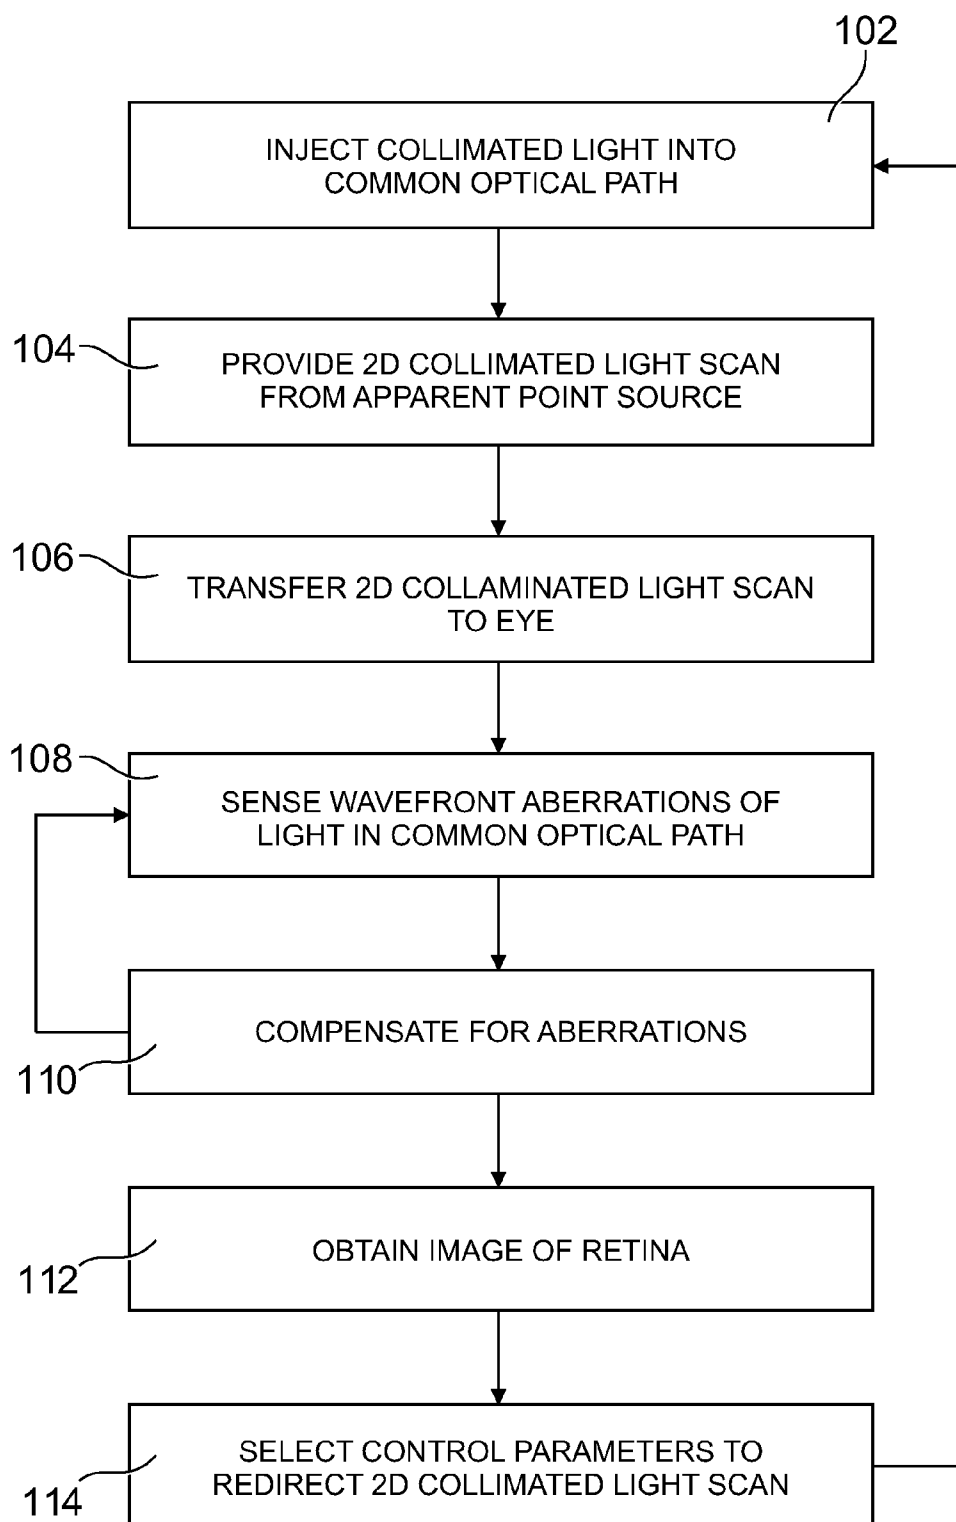 102
INJECT COLLIMATED LIGHT INTO
COMMON OPTICAL PATH
104
PROVIDE 2D COLLIMATED LIGHT SCAN
FROM APPARENT POINT SOURCE
106
TRANSFER 2D COLLAMINATED LIGHT SCAN
TO EYE
108
SENSE WAVEFRONT ABERRATIONS OF
LIGHT IN COMMON OPTICAL PATH
COMPENSATE FOR ABERRATIONS
110
OBTAIN IMAGE OF RETINA
112
SELECT CONTROL PARAMETERS TO
REDIRECT 2D COLLIMATED LIGHT SCAN
114